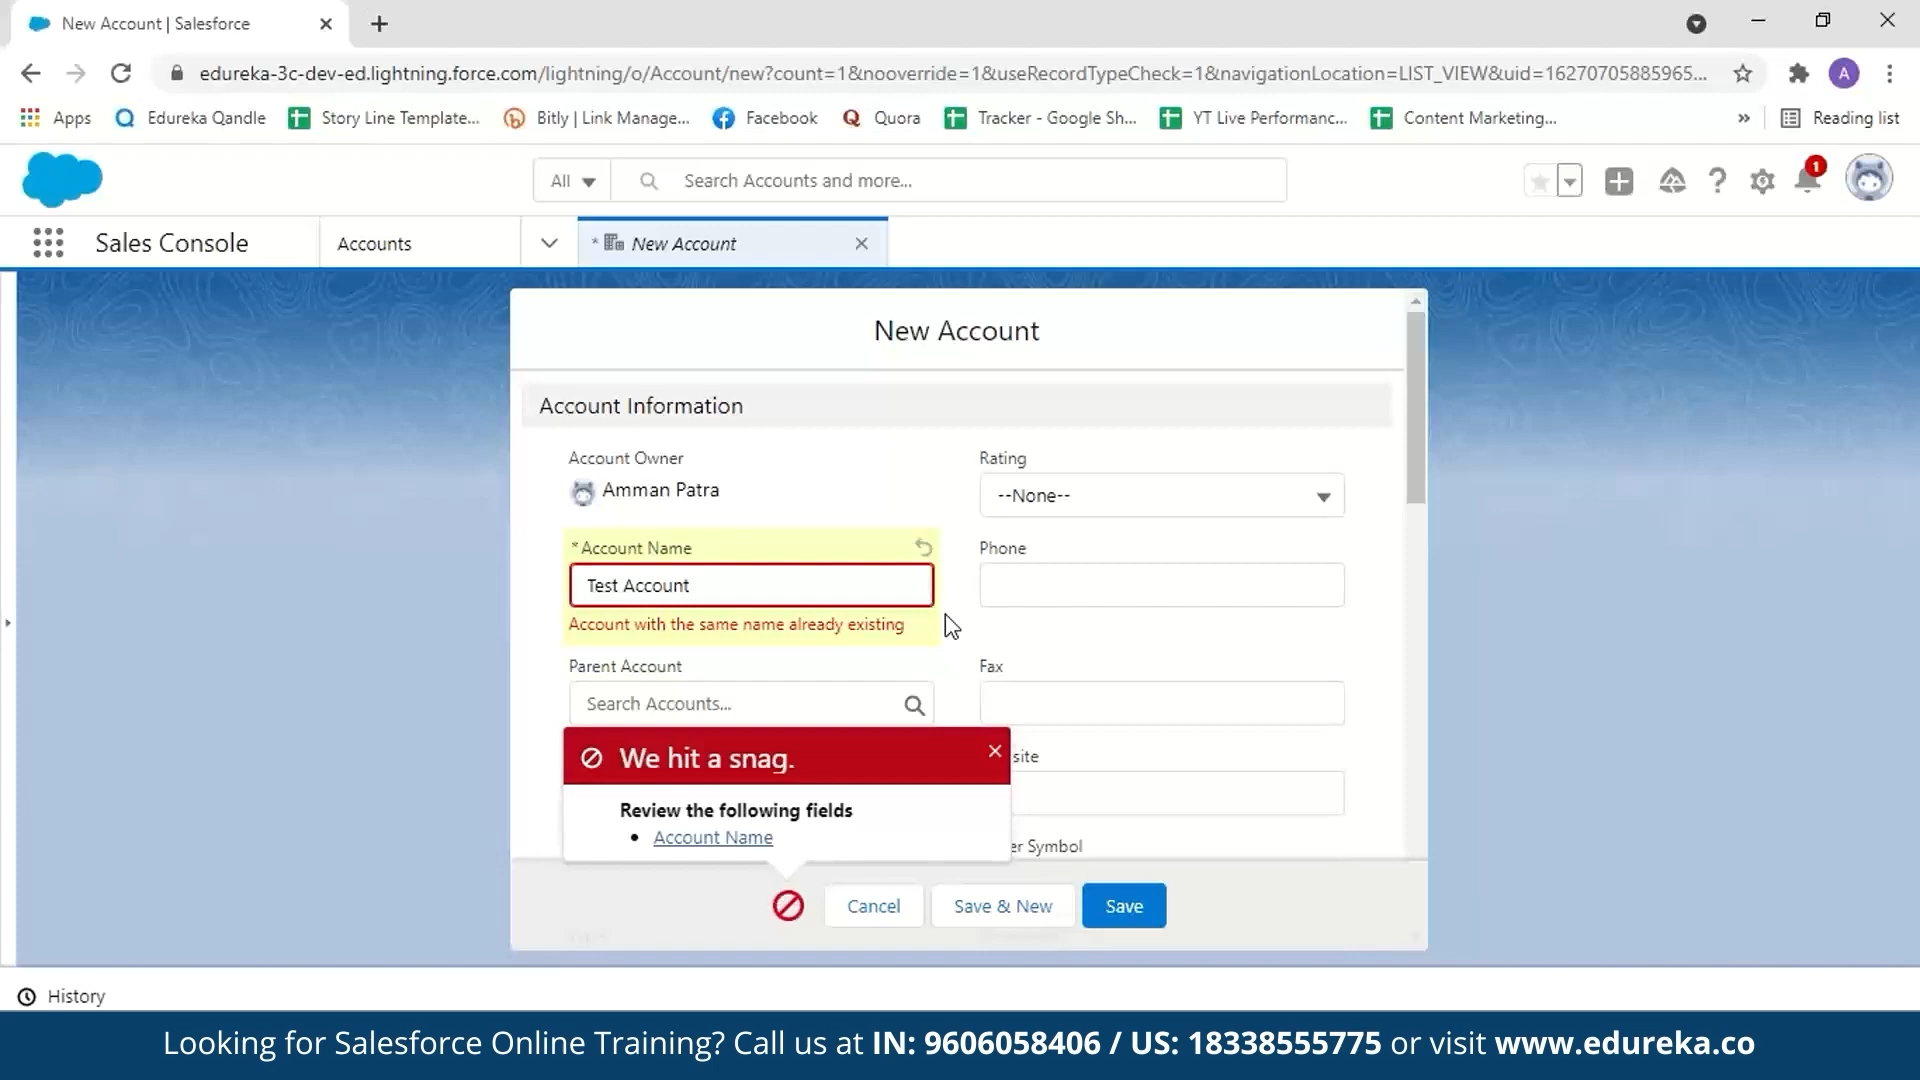 New Account | Salesforce
edureka-3c-dev-ed.lightning.force.com/lightning/o/Account/new?count=1&nooverride=1&useRecordTypeCheck=1&navigationLocation=LIST_VIEW&uid=16270705885965...
A
Apps
Edureka Qandle
Story Line Template...
Bitly | Link Manage...
Facebook
Quora
Tracker - Google Sh...
YT Live Performanc...
Content Marketing...
»
Reading list
All
Search Accounts and more...
1
Sales Console
Accounts
* New Account
New Account
Account Information
Account Owner
Rating
Amman Patra
--None--
*Account Name
Phone
Test Account
Account with the same name already existing
Parent Account
Fax
Search Accounts...
We hit a snag.
site
Review the following fields
• Account Name
er Symbol
Cancel
Save & New
Save
History
Looking for Salesforce Online Training? Call us at IN: 9606058406 / US: 18338555775 or visit www.edureka.co